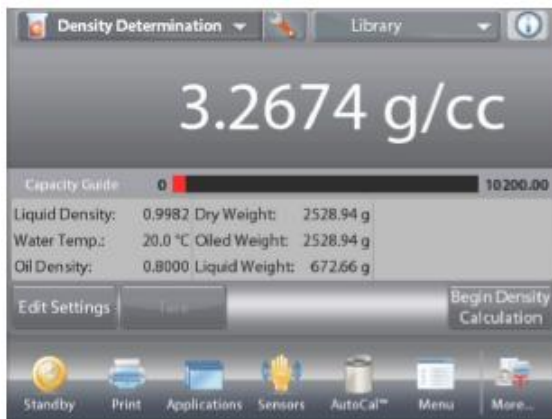 Density Determination Library
3.2674 g/cc
Capacity Guide 0 10200.00
Liquid Density: 0.9982 Dry Weight: 2528.94 g
Water Temp.: 20.0 °C Oiled Weight: 2528.94 g
Oil Density: 0.8000 Liquid Weight: 672.66 g
Edit Settings Tare Begin Density
Calculation
Standby Print Applications Sensors AutoCal™ Menu More...